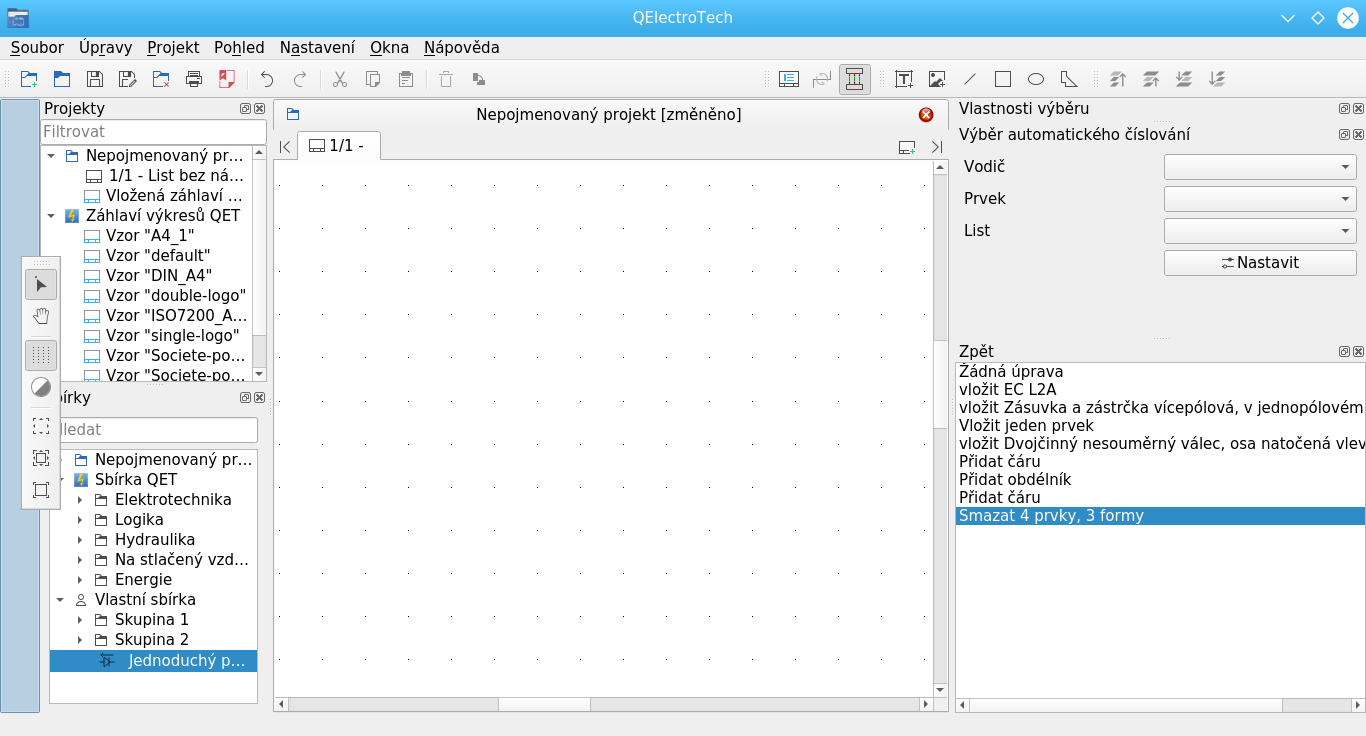 QElectroTech
Soubor Úpravy Projekt Pohled Nastavení Okna Nápověda
Projekty
Filtrovat
Nepojmenovaný pr...
1/1 - List bez ná...
Vložená záhlaví ...
Záhlaví výkresů QET
Vzor "A4_1"
Vzor "default"
Vzor "DIN_A4"
Vzor "double-logo"
Vzor "ISO7200_A...
Vzor "single-logo"
Vzor "Societe-po...
Vzor "Societe-po...
bírky
ledat
Nepojmenovaný pr...
Sbírka QET
Elektrotechnika
Logika
Hydraulika
Na stlačený vzd...
Energie
Vlastní sbírka
Skupina 1
Skupina 2
Jednoduchý p...
Nepojmenovaný projekt [změněno]
1/1 -
Vlastnosti výběru
Výběr automatického číslování
Vodič
Prvek
List
Nastavit
Zpět
Žádná úprava
vložit EC L2A
vložit Zásuvka a zástrčka vícepólová, v jednopólovém
Vložit jeden prvek
vložit Dvojčinný nesouměrný válec, osa natočená vlev
Přidat čáru
Přidat obdélník
Přidat čáru
Smazat 4 prvky, 3 formy